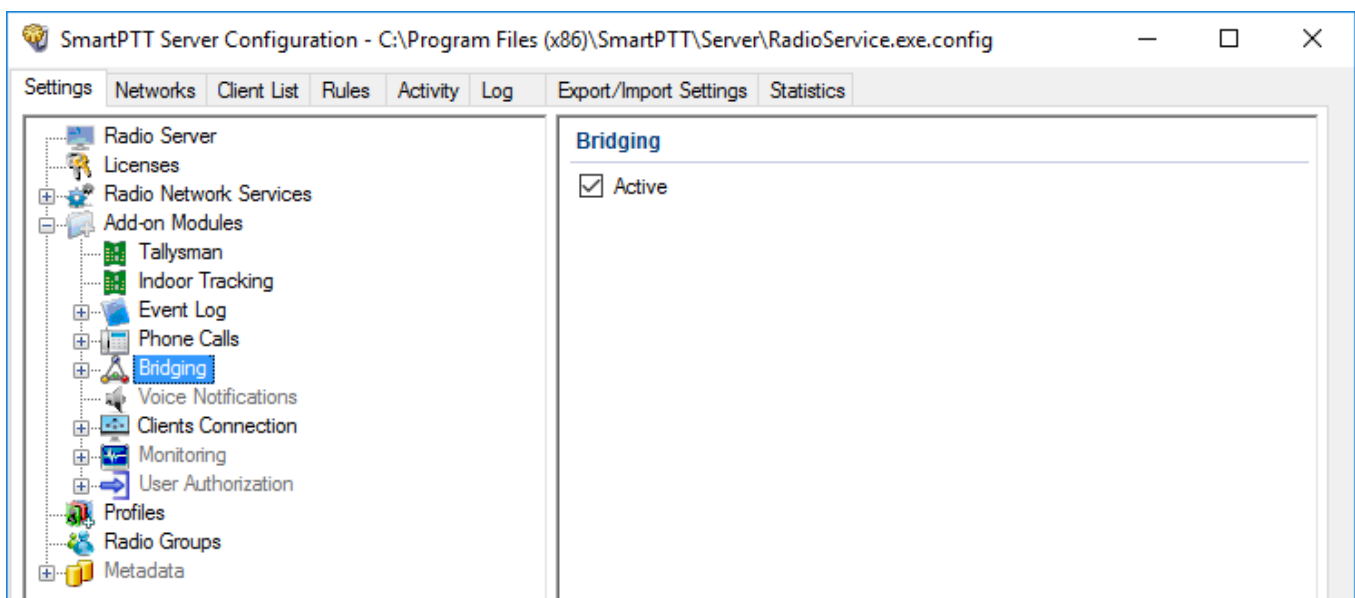 SmartPTT Server Configuration - C:\Program Files (x86)\SmartPTT\Server\RadioService.exe.config
Settings Networks Client List Rules Activity Log Export/Import Settings Statistics
Radio Server
Licenses
Radio Network Services
Add-on Modules
Tallysman
Indoor Tracking
Event Log
Phone Calls
Bridging
Voice Notifications
Clients Connection
Monitoring
User Authorization
Profiles
Radio Groups
Metadata
Bridging
Active